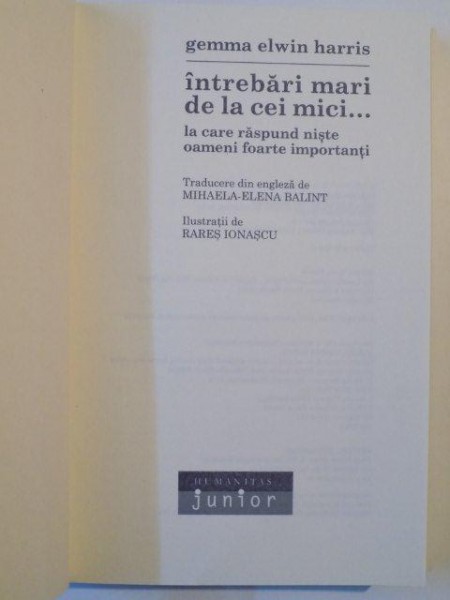 gemma elwin harris
întrebări mari
de la cei mici...
la care răspund niște
oameni foarte importanți
Traducere din engleză de
MIHAELA-ELENA BALINT
Ilustrații de
RAREȘ IONAȘCU
HUMANITAS
junior